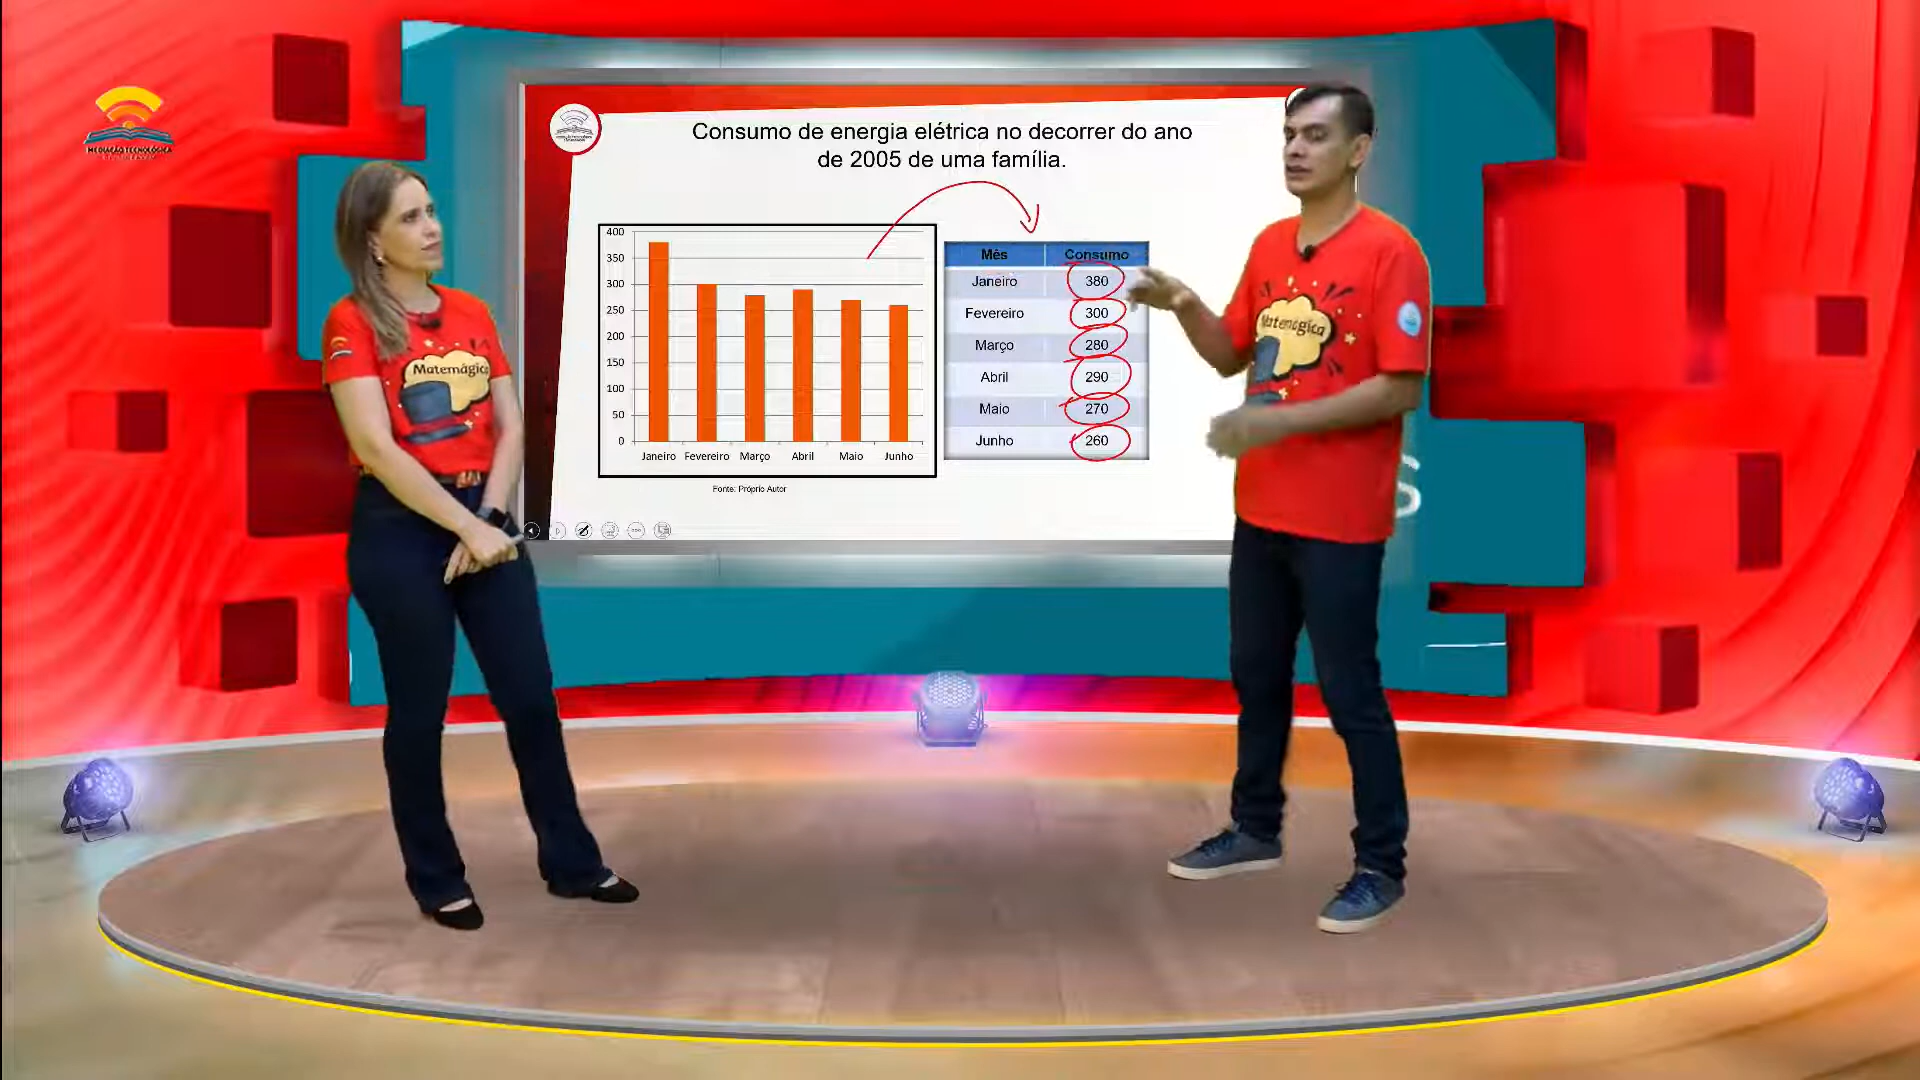 MEDIAÇÃO TECNOLÓGICA
Consumo de energia elétrica no decorrer do ano
de 2005 de uma família.
400
350
300
250
200
150
100
50
0
Janeiro Fevereiro Março Abril Maio Junho
Fonte: Próprio Autor
Mês Consumo
Janeiro 380
Fevereiro 300
Março 280
Abril 290
Maio 270
Junho 260
Matemágica
Matemágica
S